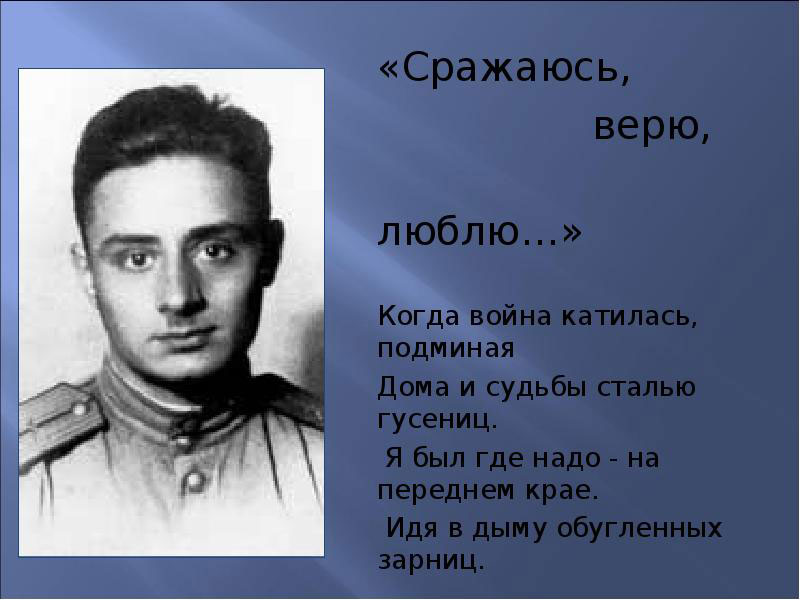 «Сражаюсь,
верю,
люблю…»
Когда война катилась,
подминая
Дома и судьбы сталью
гусениц.
Я был где надо - на
переднем крае.
Идя в дыму обугленных
зарниц.